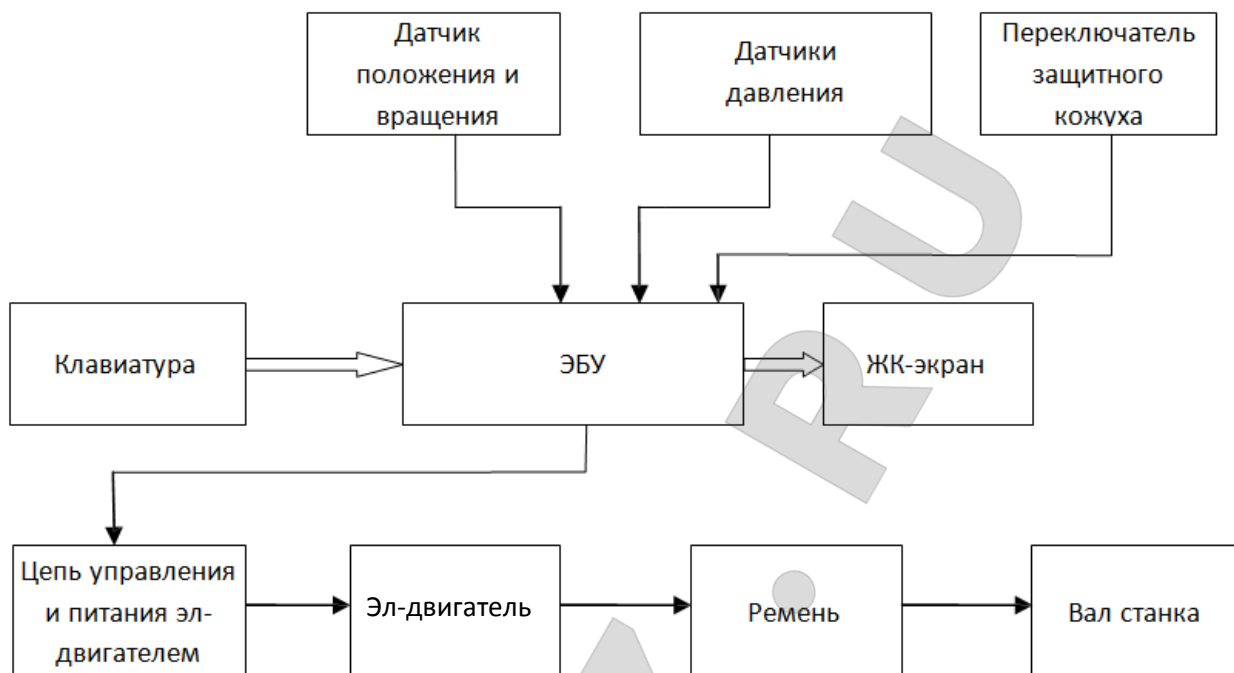 Датчик
положения и
вращения
Датчики
давления
Переключатель
защитного
кожуха
Клавиатура
ЭБУ
ЖК-экран
Цепь управления
и питания эл-
двигателем
Эл-двигатель
Ремень
Вал станка
R U